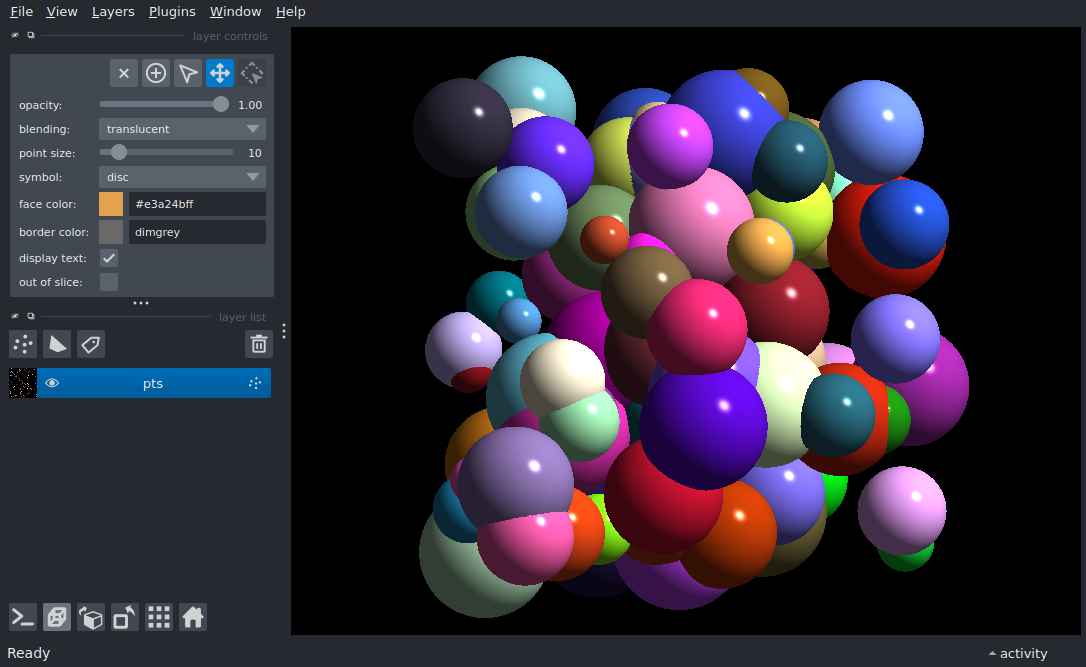 File View Layers Plugins Window Help
layer controls
opacity: 1.00
blending: translucent
point size: 10
symbol: disc
face color: #e3a24bff
border color: dimgrey
display text:
out of slice:
layer list
pts
Ready
activity